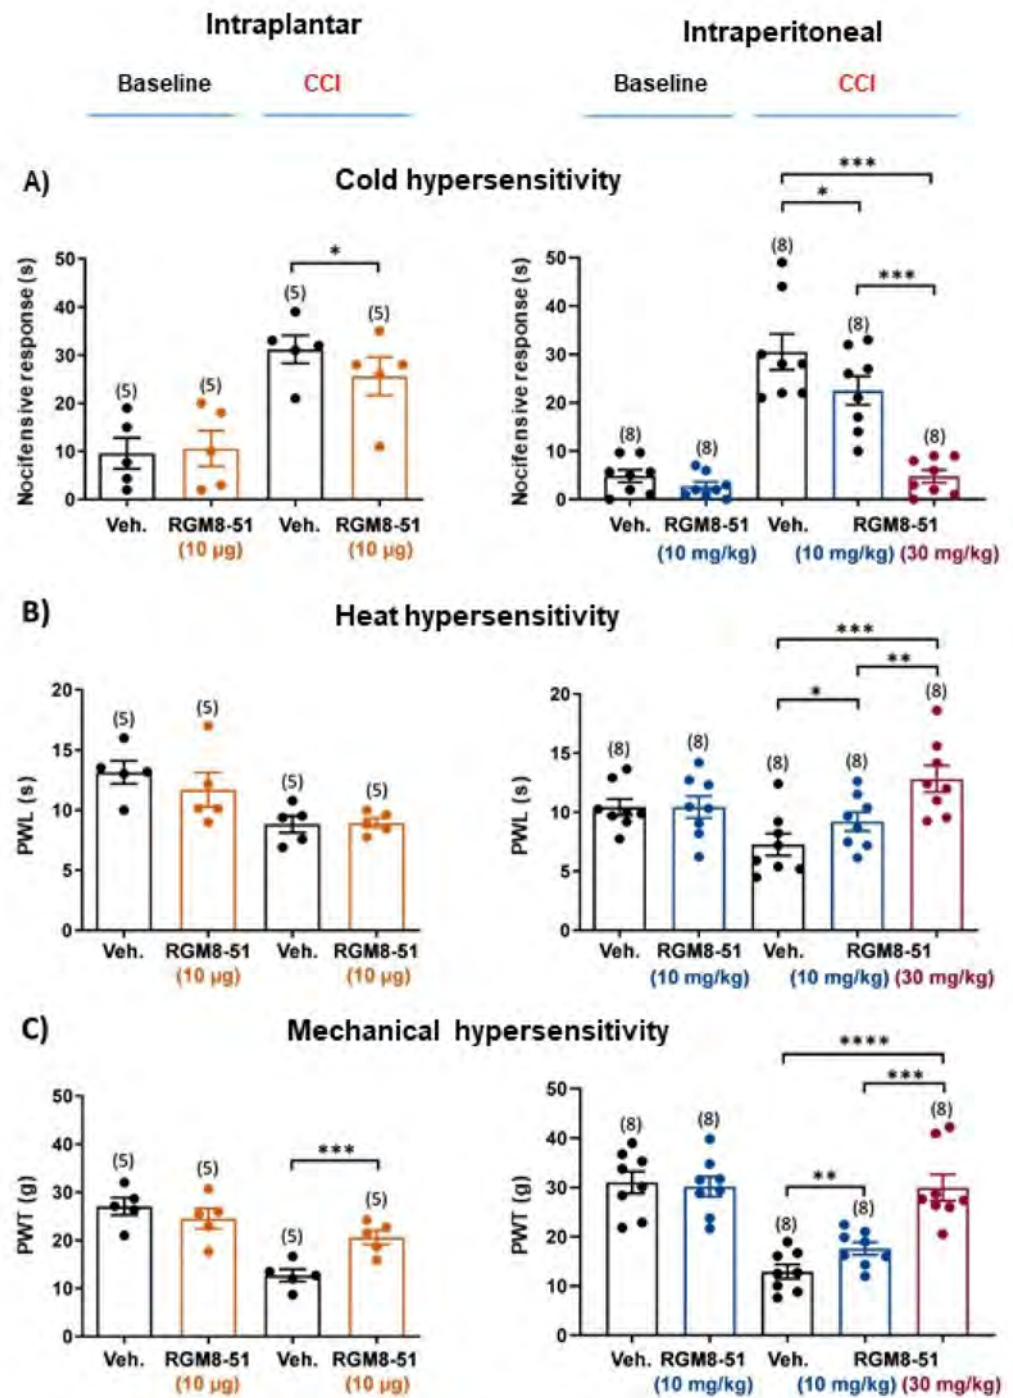 Intraplantar
Intraperitoneal
Baseline CCI
Baseline CCI
A) Cold hypersensitivity
Nocifensive response (s)
50
40
30
20
10
0
(5) (5) (5) (5)
*
Veh. RGM8-51 Veh. RGM8-51
(10 µg) (10 µg)
Nocifensive response (s)
50
40
30
20
10
0
(8) (8) (8) (8) (8)
***
*
***
Veh. RGM8-51 Veh. RGM8-51
(10 mg/kg) (10 mg/kg) (30 mg/kg)
B) Heat hypersensitivity
PWL (s)
20
15
10
5
0
(5) (5) (5) (5)
Veh. RGM8-51 Veh. RGM8-51
(10 µg) (10 µg)
PWL (s)
20
15
10
5
0
(8) (8) (8) (8) (8)
***
**
*
Veh. RGM8-51 Veh. RGM8-51
(10 mg/kg) (10 mg/kg) (30 mg/kg)
C) Mechanical hypersensitivity
PWT (g)
50
40
30
20
10
0
(5) (5) (5) (5)
***
Veh. RGM8-51 Veh. RGM8-51
(10 µg) (10 µg)
PWT (g)
50
40
30
20
10
0
(8) (8) (8) (8) (8)
****
***
**
Veh. RGM8-51 Veh. RGM8-51
(10 mg/kg) (10 mg/kg) (30 mg/kg)